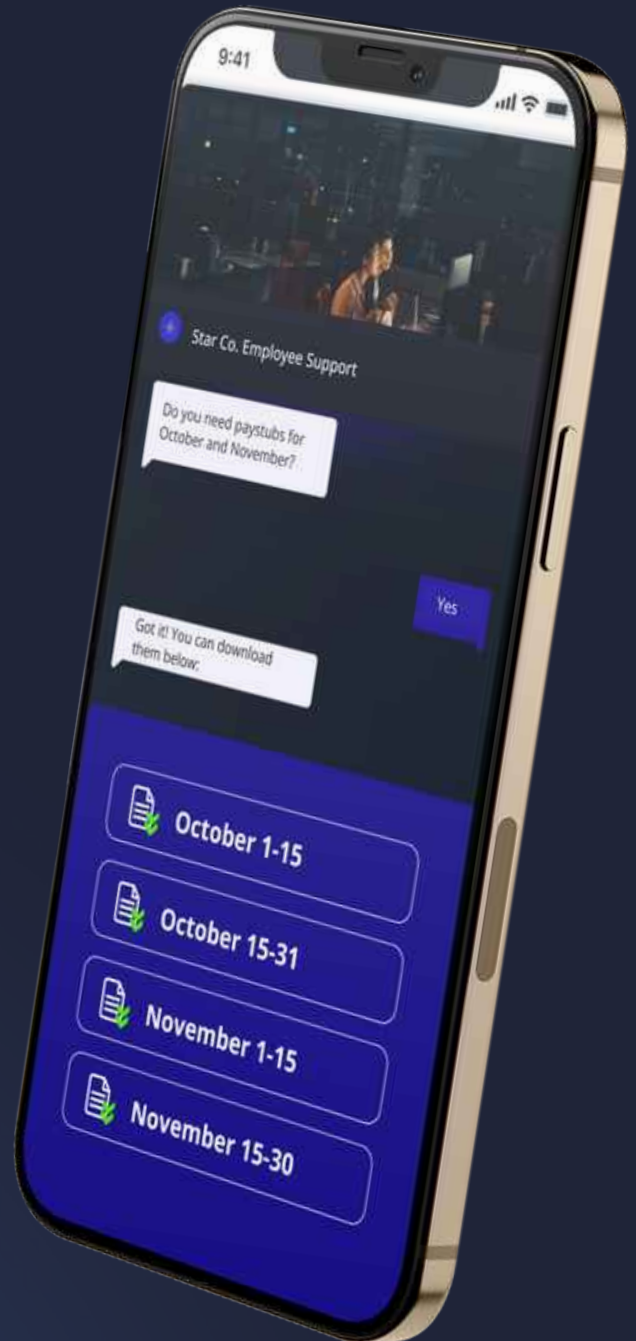 9:41
Star Co. Employee Support
Do you need paystubs for
October and November?
Yes
Got it! You can download
them below:
October 1-15
October 15-31
November 1-15
November 15-30